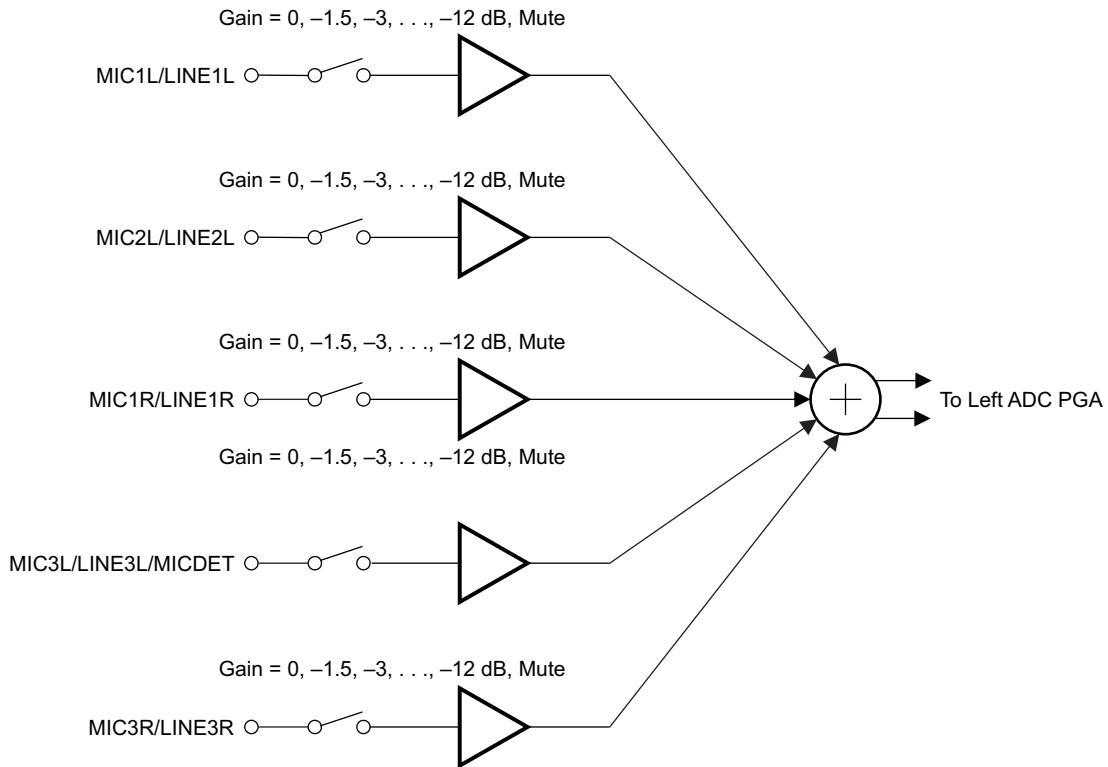 Gain = 0, –1.5, –3, . . ., –12 dB, Mute
MIC1L/LINE1L
Gain = 0, –1.5, –3, . . ., –12 dB, Mute
MIC2L/LINE2L
Gain = 0, –1.5, –3, . . ., –12 dB, Mute
MIC1R/LINE1R
To Left ADC PGA
Gain = 0, –1.5, –3, . . ., –12 dB, Mute
MIC3L/LINE3L/MICDET
Gain = 0, –1.5, –3, . . ., –12 dB, Mute
MIC3R/LINE3R